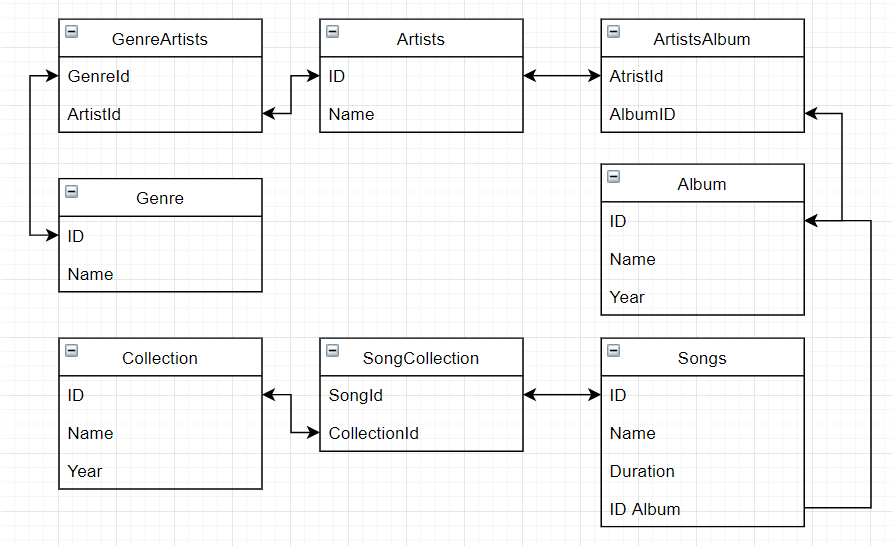 GenreArtists
GenreId
ArtistId
Artists
ID
Name
ArtistsAlbum
AtristId
AlbumID
Genre
ID
Name
Album
ID
Name
Year
Collection
ID
Name
Year
SongCollection
SongId
CollectionId
Songs
ID
Name
Duration
ID Album